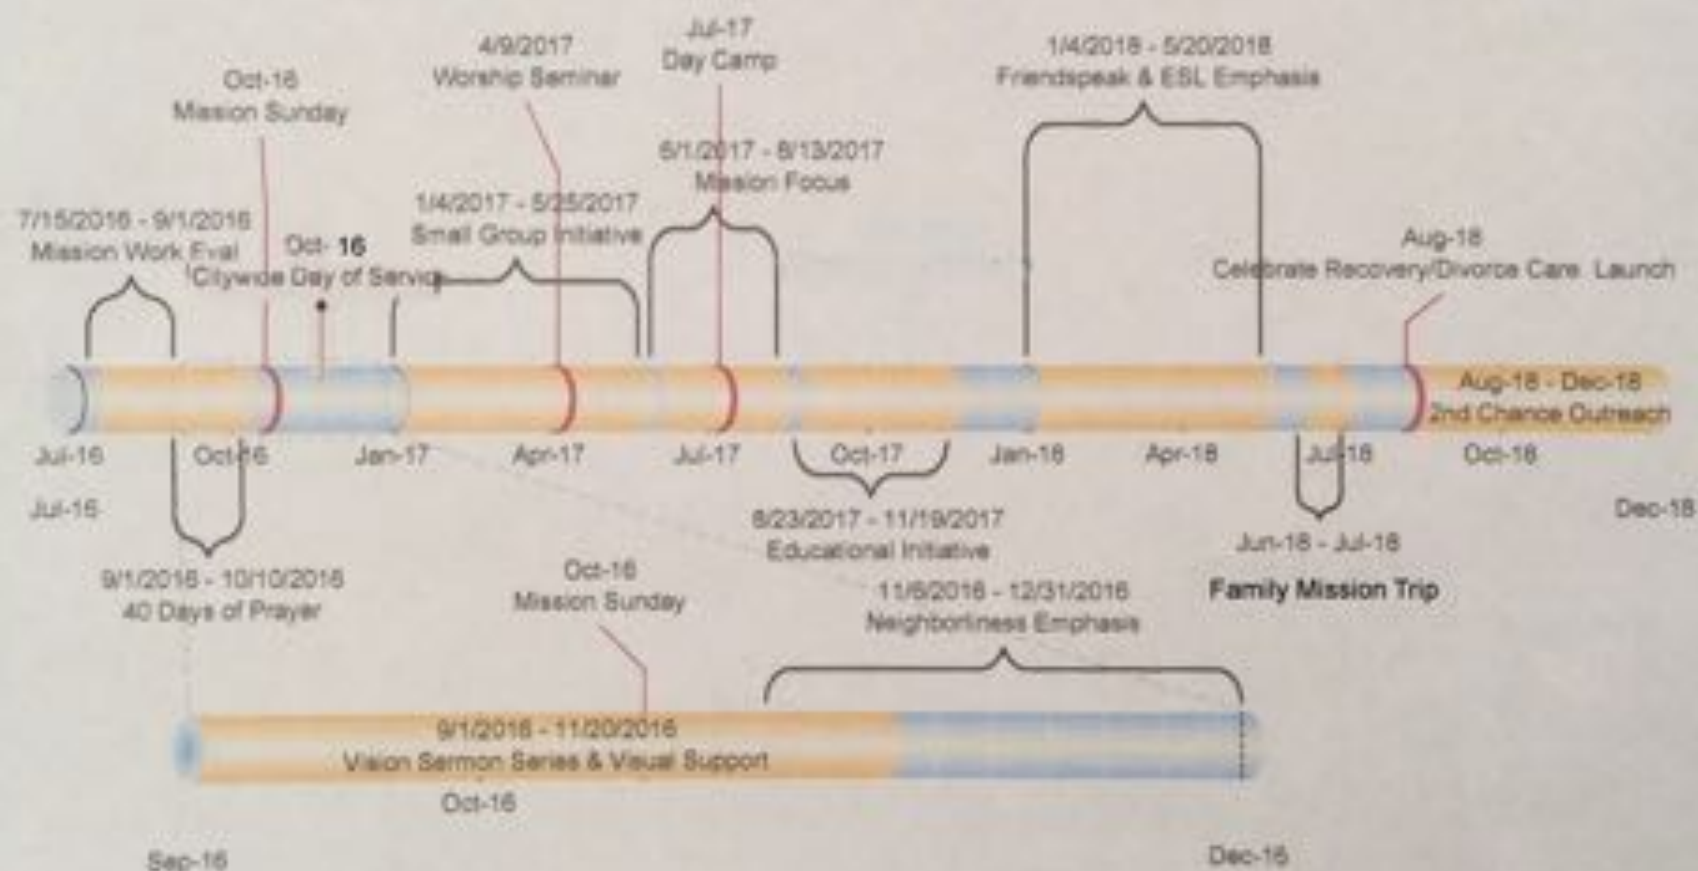 Jul-17
Day Camp
4/9/2017
Worship Seminar
1/4/2018 - 5/20/2018
Friendspeak & ESL Emphasis
Oct-16
Mission Sunday
6/1/2017 - 8/13/2017
Mission Focus
1/4/2017 - 5/25/2017
Small Group Initiative
7/15/2016 - 9/1/2016
Mission Work Eval
Oct- 16
Citywide Day of Service
Aug-18
Celebrate Recovery/Divorce Care Launch
Aug-18 - Dec-18
2nd Chance Outreach
Jul-16
Oct-16
Jan-17
Apr-17
Jul-17
Oct-17
Jan-18
Apr-18
Jul-18
Oct-18
Jul-16
Dec-18
8/23/2017 - 11/19/2017
Educational Initiative
Jun-18 - Jul-18
Family Mission Trip
9/1/2016 - 10/10/2016
40 Days of Prayer
Oct-16
Mission Sunday
11/6/2016 - 12/31/2016
Neighborliness Emphasis
9/1/2016 - 11/20/2016
Vision Sermon Series & Visual Support
Oct-16
Sep-16
Dec-16